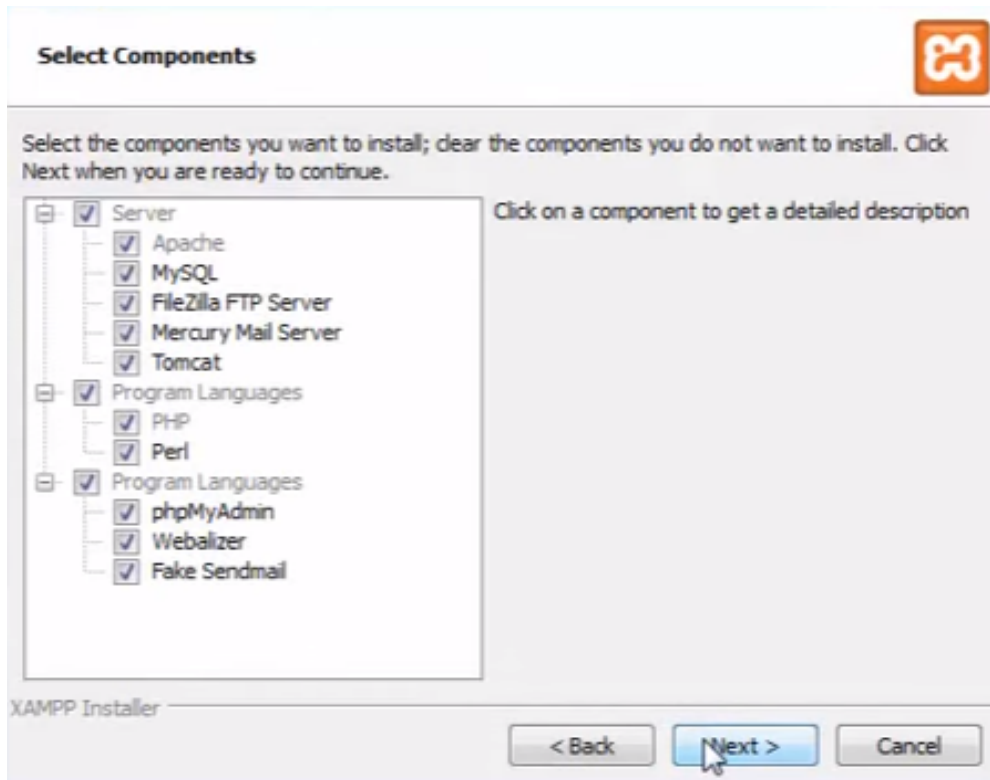 Select Components
Select the components you want to install; clear the components you do not want to install. Click
Next when you are ready to continue.
Server
Apache
MySQL
FileZilla FTP Server
Mercury Mail Server
Tomcat
Program Languages
PHP
Perl
Program Languages
phpMyAdmin
Webalizer
Fake Sendmail
Click on a component to get a detailed description
XAMPP Installer
< Back
Next >
Cancel